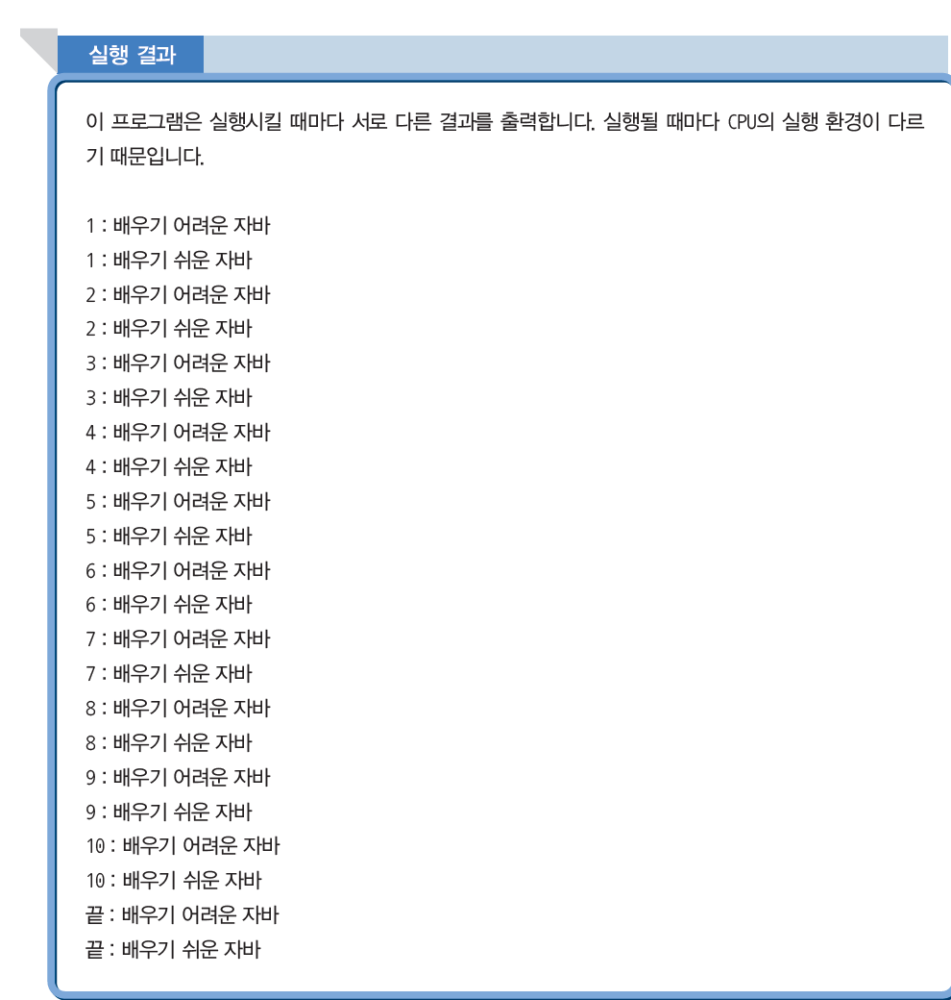 실행 결과
이 프로그램은 실행시킬 때마다 서로 다른 결과를 출력합니다. 실행될 때마다 CPU의 실행 환경이 다르
기 때문입니다.
1 : 배우기 어려운 자바
1 : 배우기 쉬운 자바
2 : 배우기 어려운 자바
2 : 배우기 쉬운 자바
3 : 배우기 어려운 자바
3 : 배우기 쉬운 자바
4 : 배우기 어려운 자바
4 : 배우기 쉬운 자바
5 : 배우기 어려운 자바
5 : 배우기 쉬운 자바
6 : 배우기 어려운 자바
6 : 배우기 쉬운 자바
7 : 배우기 어려운 자바
7 : 배우기 쉬운 자바
8 : 배우기 어려운 자바
8 : 배우기 쉬운 자바
9 : 배우기 어려운 자바
9 : 배우기 쉬운 자바
10 : 배우기 어려운 자바
10 : 배우기 쉬운 자바
끝 : 배우기 어려운 자바
끝 : 배우기 쉬운 자바